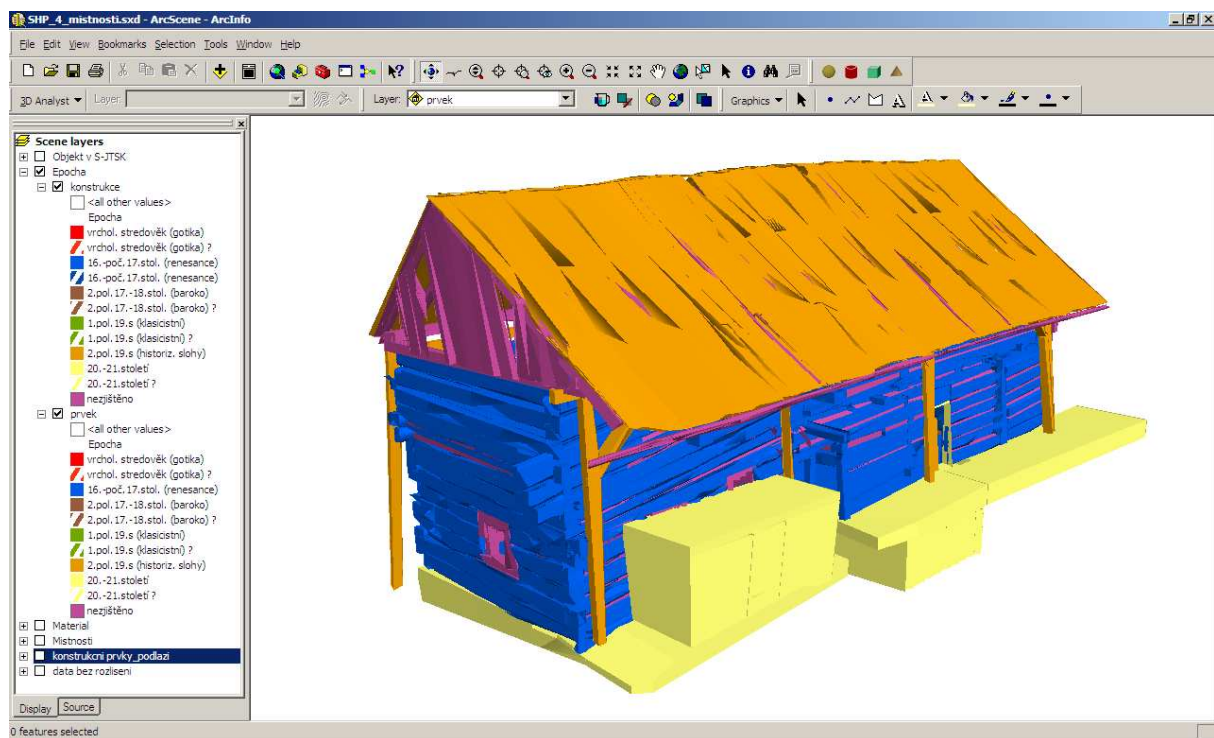 SHP_4_mistnosti.sxd - ArcScene - ArcInfo
File Edit View Bookmarks Selection Tools Window Help
3D Analyst Layer: Layer: prvek Graphics
Scene layers
Objekt v S-JTSK
Epocha
konstrukce
<all other values>
Epocha
vrchol. stredověk (gotika)
vrchol. stredověk (gotika) ?
16.-poč.17.stol. (renesance)
16.-poč.17.stol. (renesance)
2.pol.17.-18.stol. (baroko)
2.pol.17.-18.stol. (baroko) ?
1.pol.19.s (klasicistní)
1.pol.19.s (klasicistní) ?
2.pol.19.s (historiz. slohy)
20.-21.století
20.-21.století ?
nezjištěno
prvek
<all other values>
Epocha
vrchol. stredověk (gotika)
vrchol. stredověk (gotika) ?
16.-poč.17.stol. (renesance)
2.pol.17.-18.stol. (baroko)
2.pol.17.-18.stol. (baroko) ?
1.pol.19.s (klasicistní)
1.pol.19.s (klasicistní) ?
2.pol.19.s (historiz. slohy)
20.-21.století
20.-21.století ?
nezjištěno
Material
Mistnosti
konstrukcni prvky_podlazi
data bez rozliseni
Display Source
0 features selected